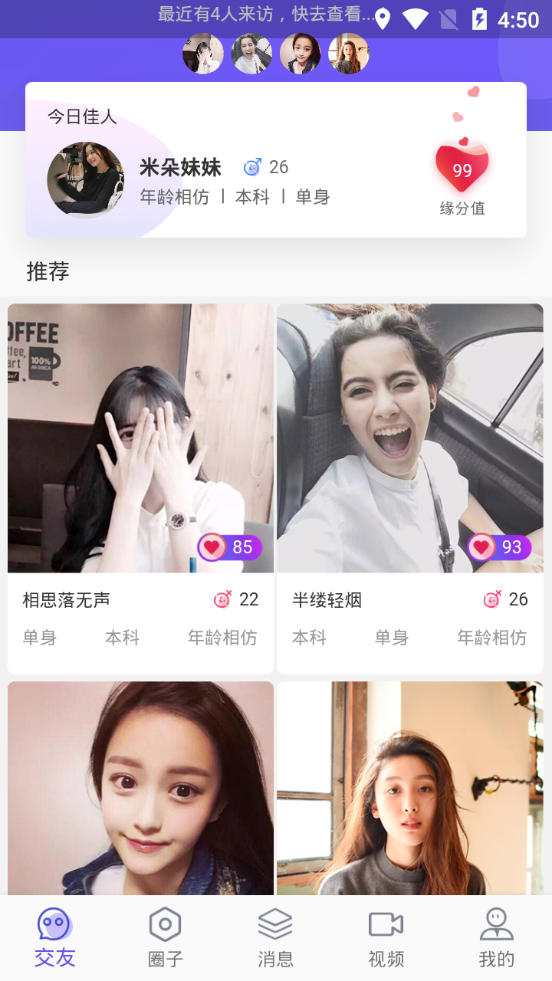 最近有4人来访，快去查看...
4:50
今日佳人
米朵妹妹 26
年龄相仿 | 本科 | 单身
99
缘分值
推荐
OFFEE
100%
85
93
相思落无声 22
单身 本科 年龄相仿
半缕轻烟 26
本科 单身 年龄相仿
交友 圈子 消息 视频 我的